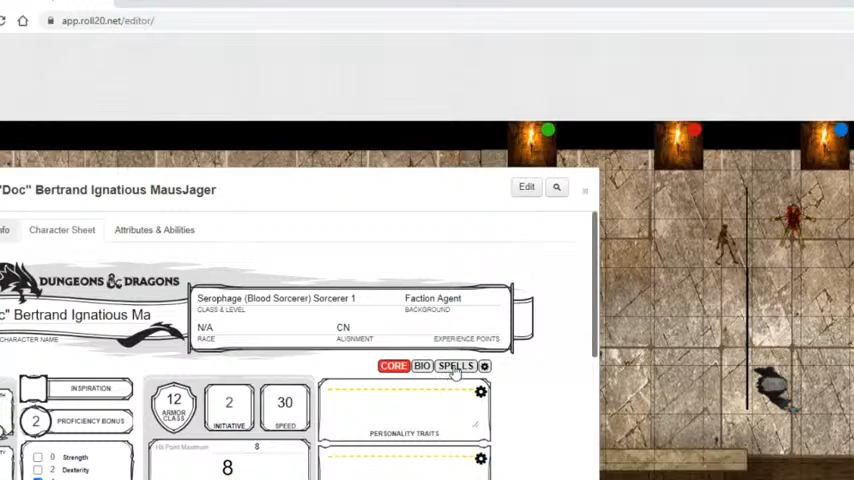 app.roll20.net/editor/
"Doc" Bertrand Ignatious MausJager
Edit
nfo
Character Sheet
Attributes & Abilities
DUNGEONS & DRAGONS
c" Bertrand Ignatious Ma
CHARACTER NAME
Serophage (Blood Sorcerer) Sorcerer 1
Faction Agent
CLASS & LEVEL
BACKGROUND
N/A
CN
RACE
ALIGNMENT
EXPERIENCE POINTS
CORE
BIO
SPELLS
INSPIRATION
2
PROFICIENCY BONUS
12
ARMOR
CLASS
2
INITIATIVE
30
SPEED
PERSONALITY TRAITS
Hit Point Maximum
8
8
0
Strength
2
Dexterity